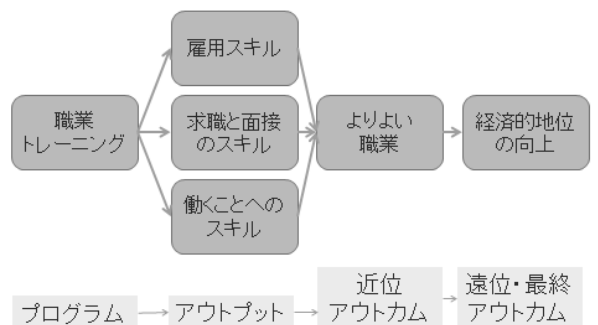 雇用スキル
職業
トレーニング
求職と面接
のスキル
よりよい
職業
経済的地位
の向上
働くことへの
スキル
プログラム
アウトプット
近位
アウトカム
遠位・最終
アウトカム